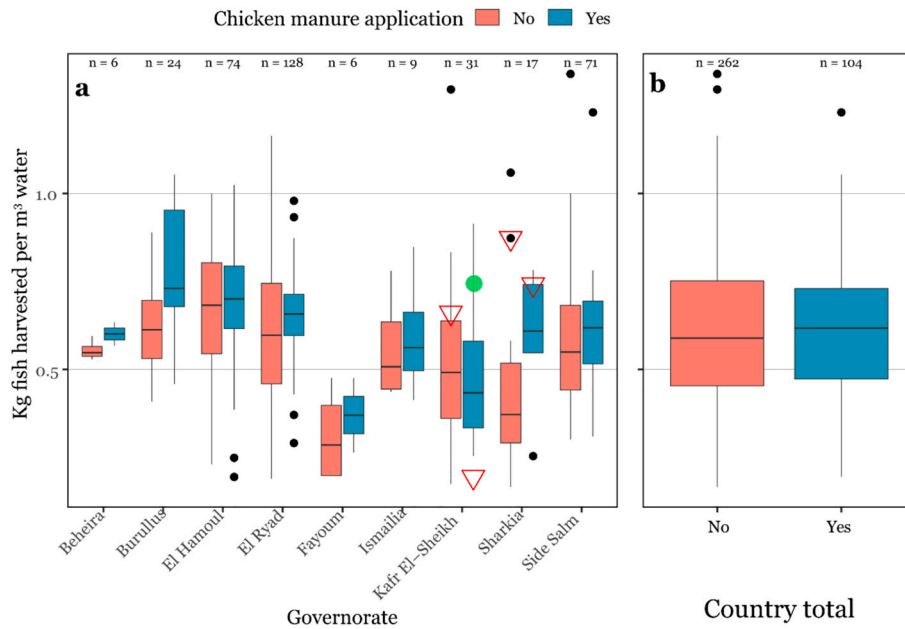 Chicken manure application No Yes
n = 6 n = 24 n = 74 n = 128 n = 6 n = 9 n = 31 n = 17 n = 71
a
n = 262 n = 104
b
Kg fish harvested per m³ water
1.0
0.5
Beheira
Burullus
El Hamoul
El Ryad
Fayoum
Ismailia
Kafr El−Sheikh
Sharkia
Side Salm
Governorate
No Yes
Country total